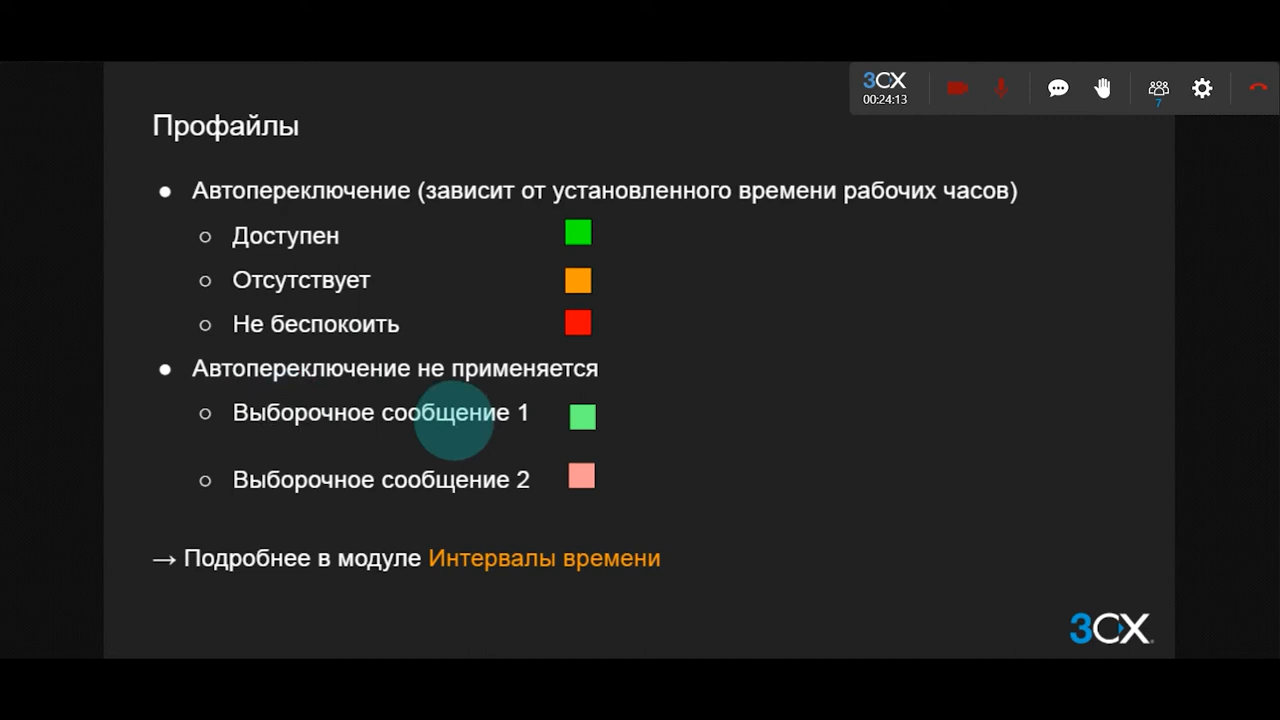 3CX
00:24:13
7
Профайлы
● Автопереключение (зависит от установленного времени рабочих часов)
○ Доступен
○ Отсутствует
○ Не беспокоить
● Автопереключение не применяется
○ Выборочное сообщение 1
○ Выборочное сообщение 2
→ Подробнее в модуле Интервалы времени
3CX